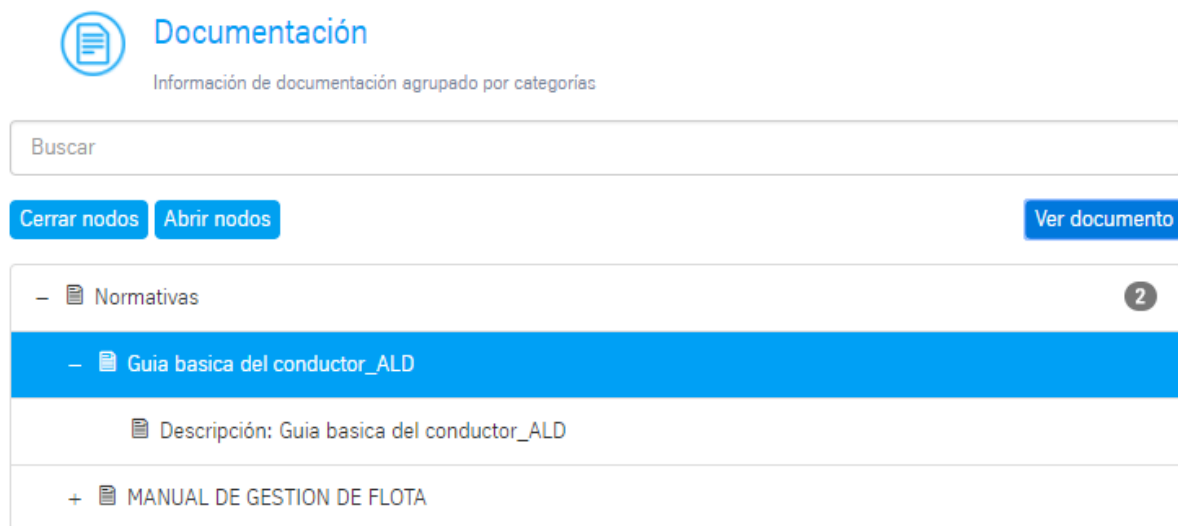 Documentación
Información de documentación agrupado por categorías
Buscar
Cerrar nodos Abrir nodos Ver documento
– Normativas 2
– Guia basica del conductor_ALD
Descripción: Guia basica del conductor_ALD
+ MANUAL DE GESTION DE FLOTA